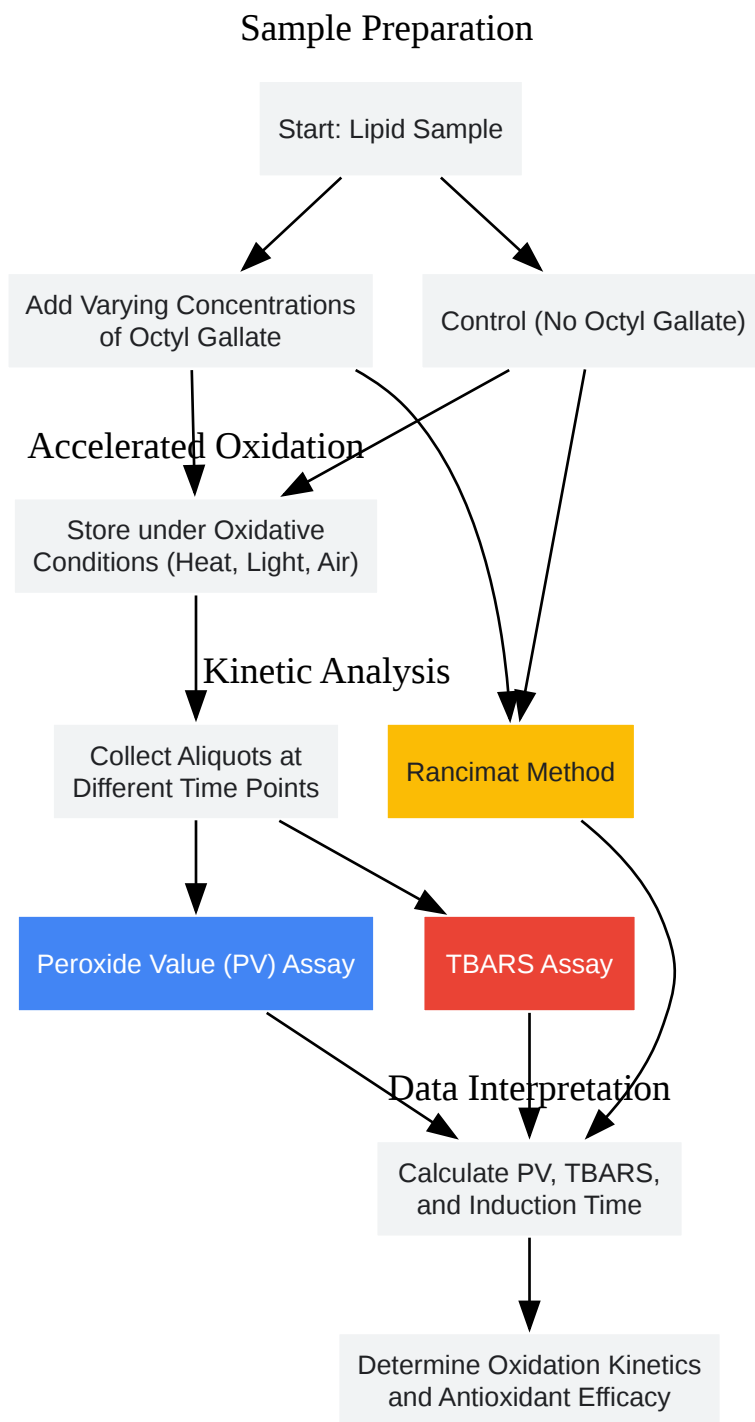 Sample Preparation
Start: Lipid Sample
Add Varying Concentrations
of Octyl Gallate
Control (No Octyl Gallate)
Accelerated Oxidation
Store under Oxidative
Conditions (Heat, Light, Air)
Kinetic Analysis
Collect Aliquots at
Different Time Points
Rancimat Method
Peroxide Value (PV) Assay
TBARS Assay
Data Interpretation
Calculate PV, TBARS,
and Induction Time
Determine Oxidation Kinetics
and Antioxidant Efficacy